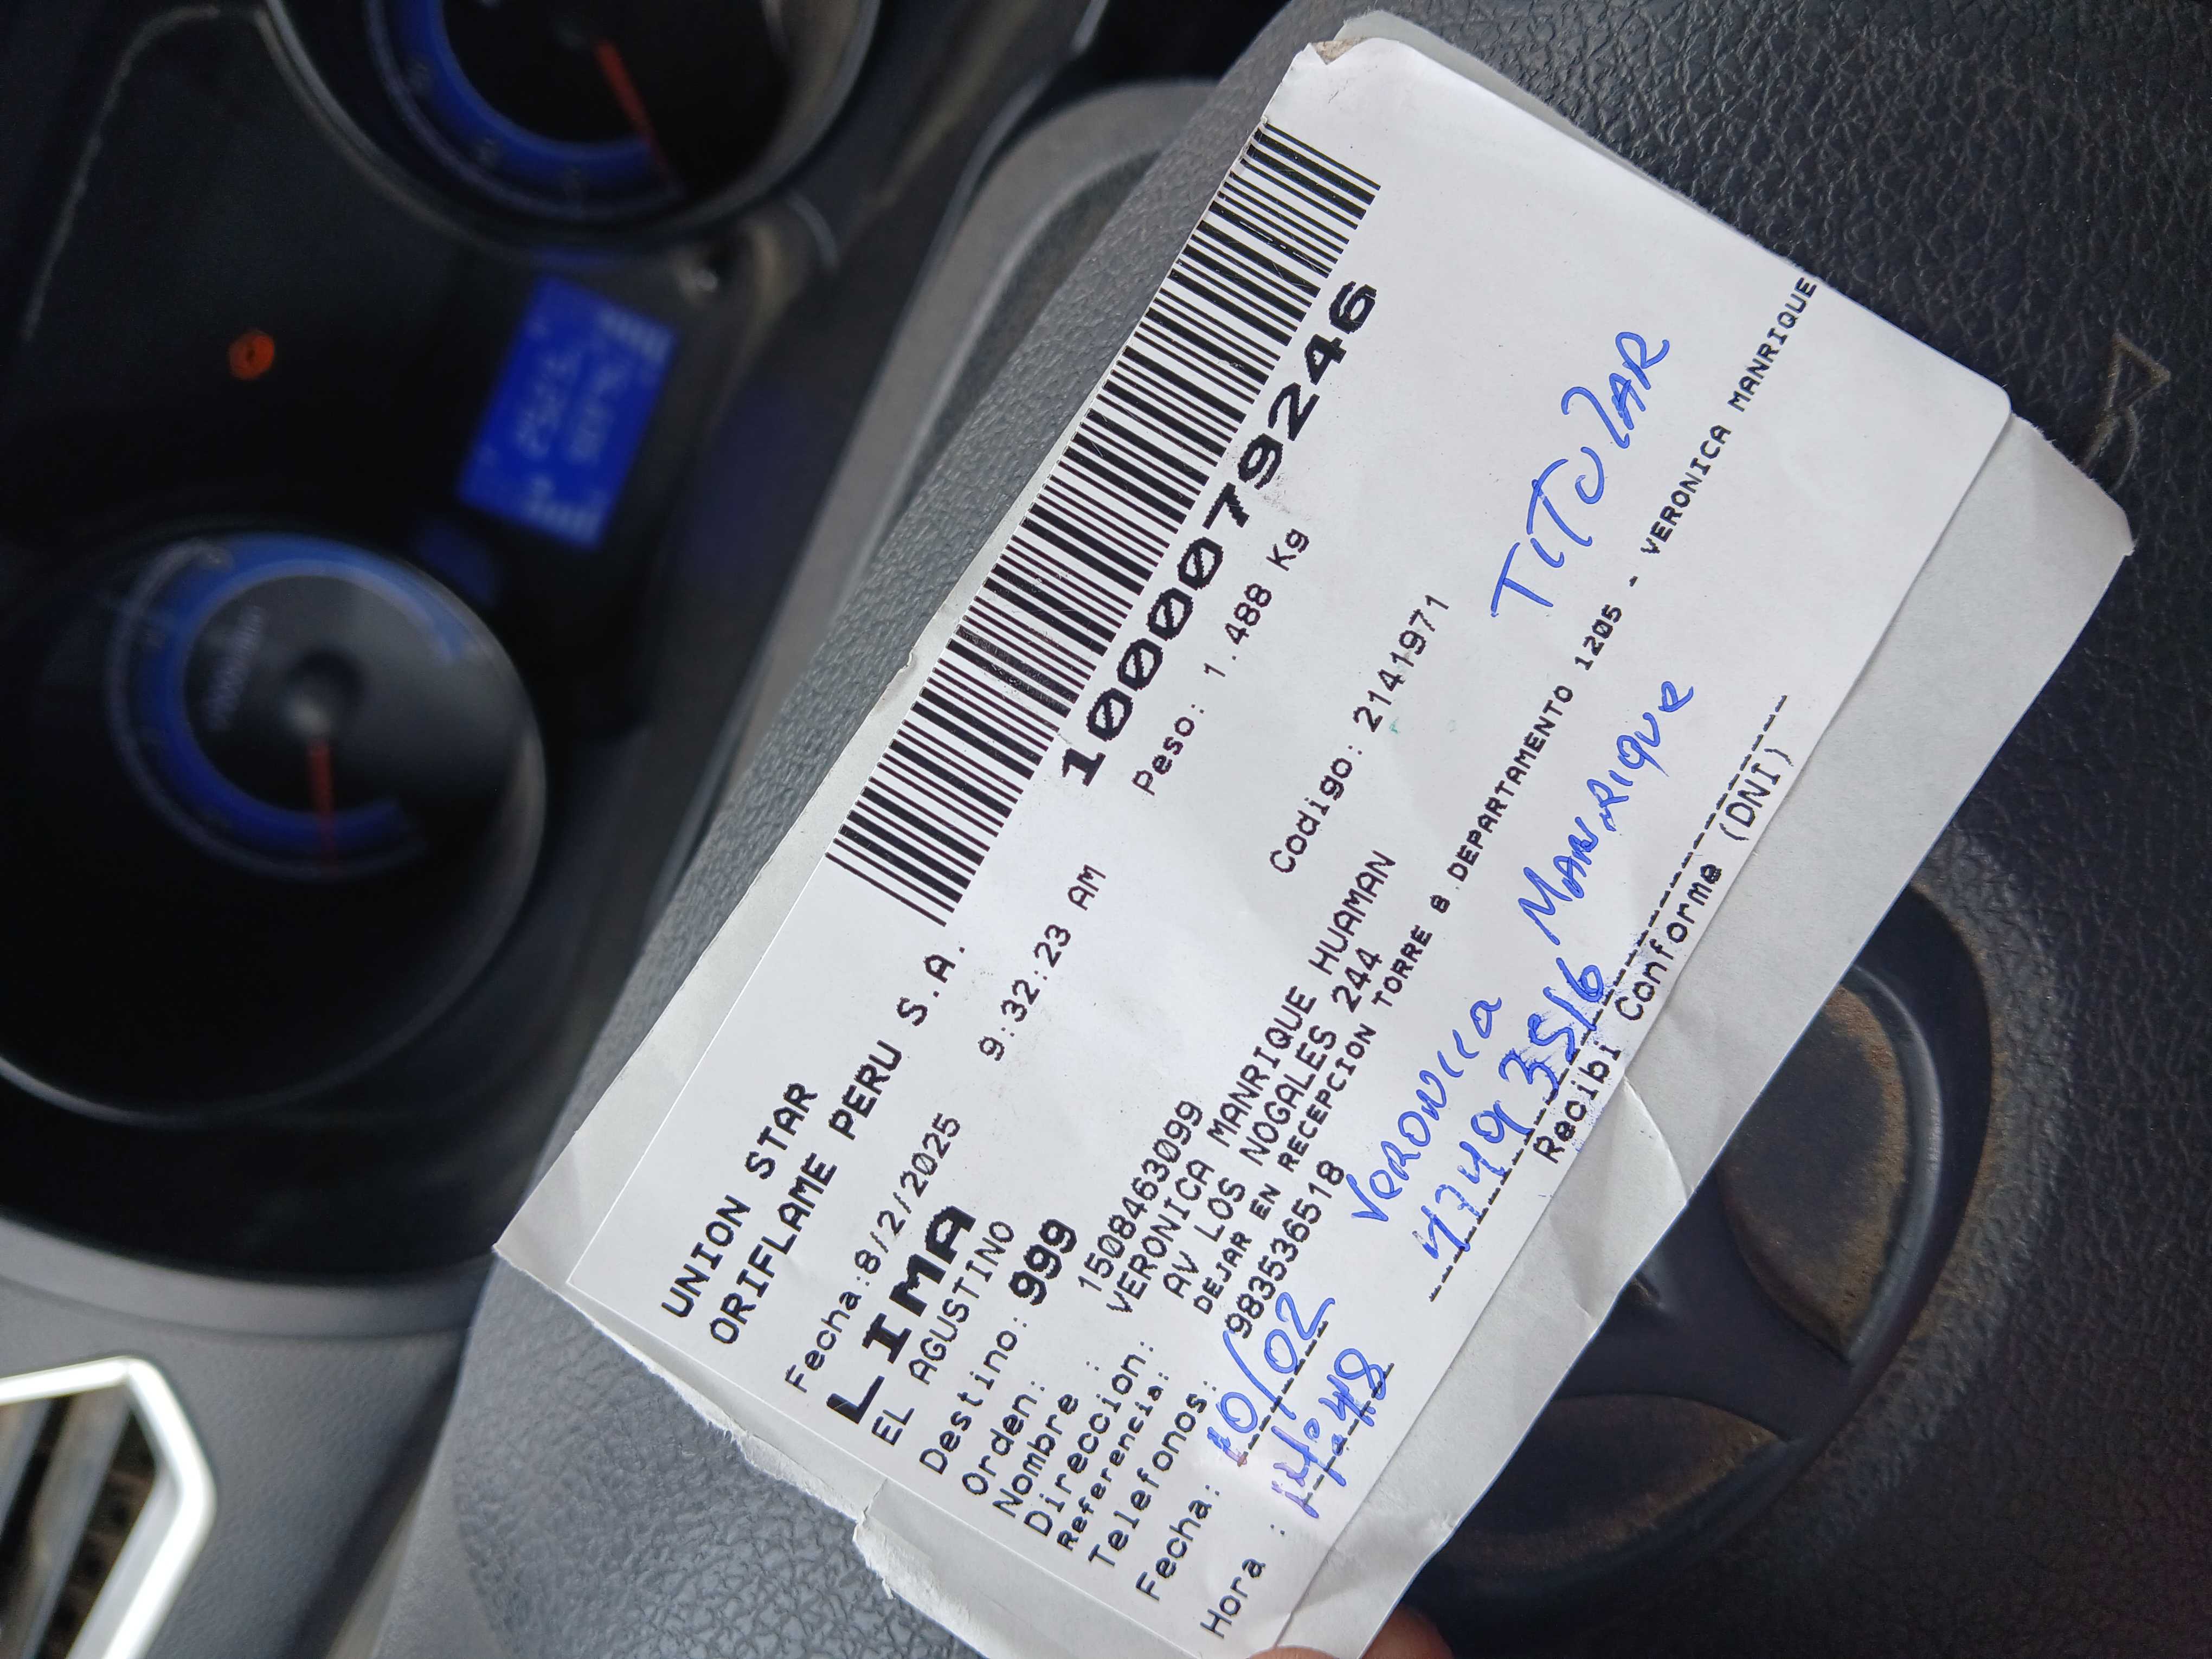 UNION STAR
ORIFLAME PERU S.A.
1000079246
Fecha:8/2/2025 9:32:23 AM Peso: 1.488 Kg
LIMA
EL AGUSTINO
Destino: 999
Orden: 15084463099 Codigo: 2141971
Nombre : VERONICA MANRIQUE HUAMAN
Direccion: AV LOS NOGALES 244
Referencia: DEJAR EN RECEPCION TORRE 8 DEPARTAMENTO 1205 - VERONICA MANRIQUE
Telefonos: 983536518
TITULAR
Fecha: 10/02 VERONICA MANRIQUE
Hora : 14:48
Recibi Conforme (DNI)